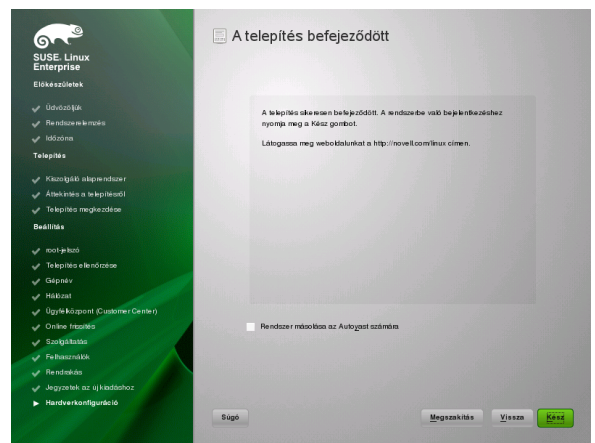 SUSE. Linux
Enterprise
Előkészületek
Üdvözöljük
Rendszerelemzés
Időzóna
Telepítés
Kiszolgáló alaprendszer
Áttekintés a telepítésről
Telepítés megkezdése
Beállítás
root-jelszó
Telepítés ellenőrzése
Gépnév
Hálózat
Ügyfélközpont (Customer Center)
Online frissítés
Szolgáltatás
Felhasználók
Rendrakás
Jegyzetek az uj kiadáshoz
Hardverkonfiguráció
A telepítés befejeződött
A telepítés sikeresen befejeződött. A rendszerbe való bejelentkezéshez
nyomja meg a Kész gombot.
Látogassa meg weboldalunkat a http://novell.com/linux címen.
Rendszer másolása az Autoyast számára
Súgó
Megszakítás
Vissza
Kész